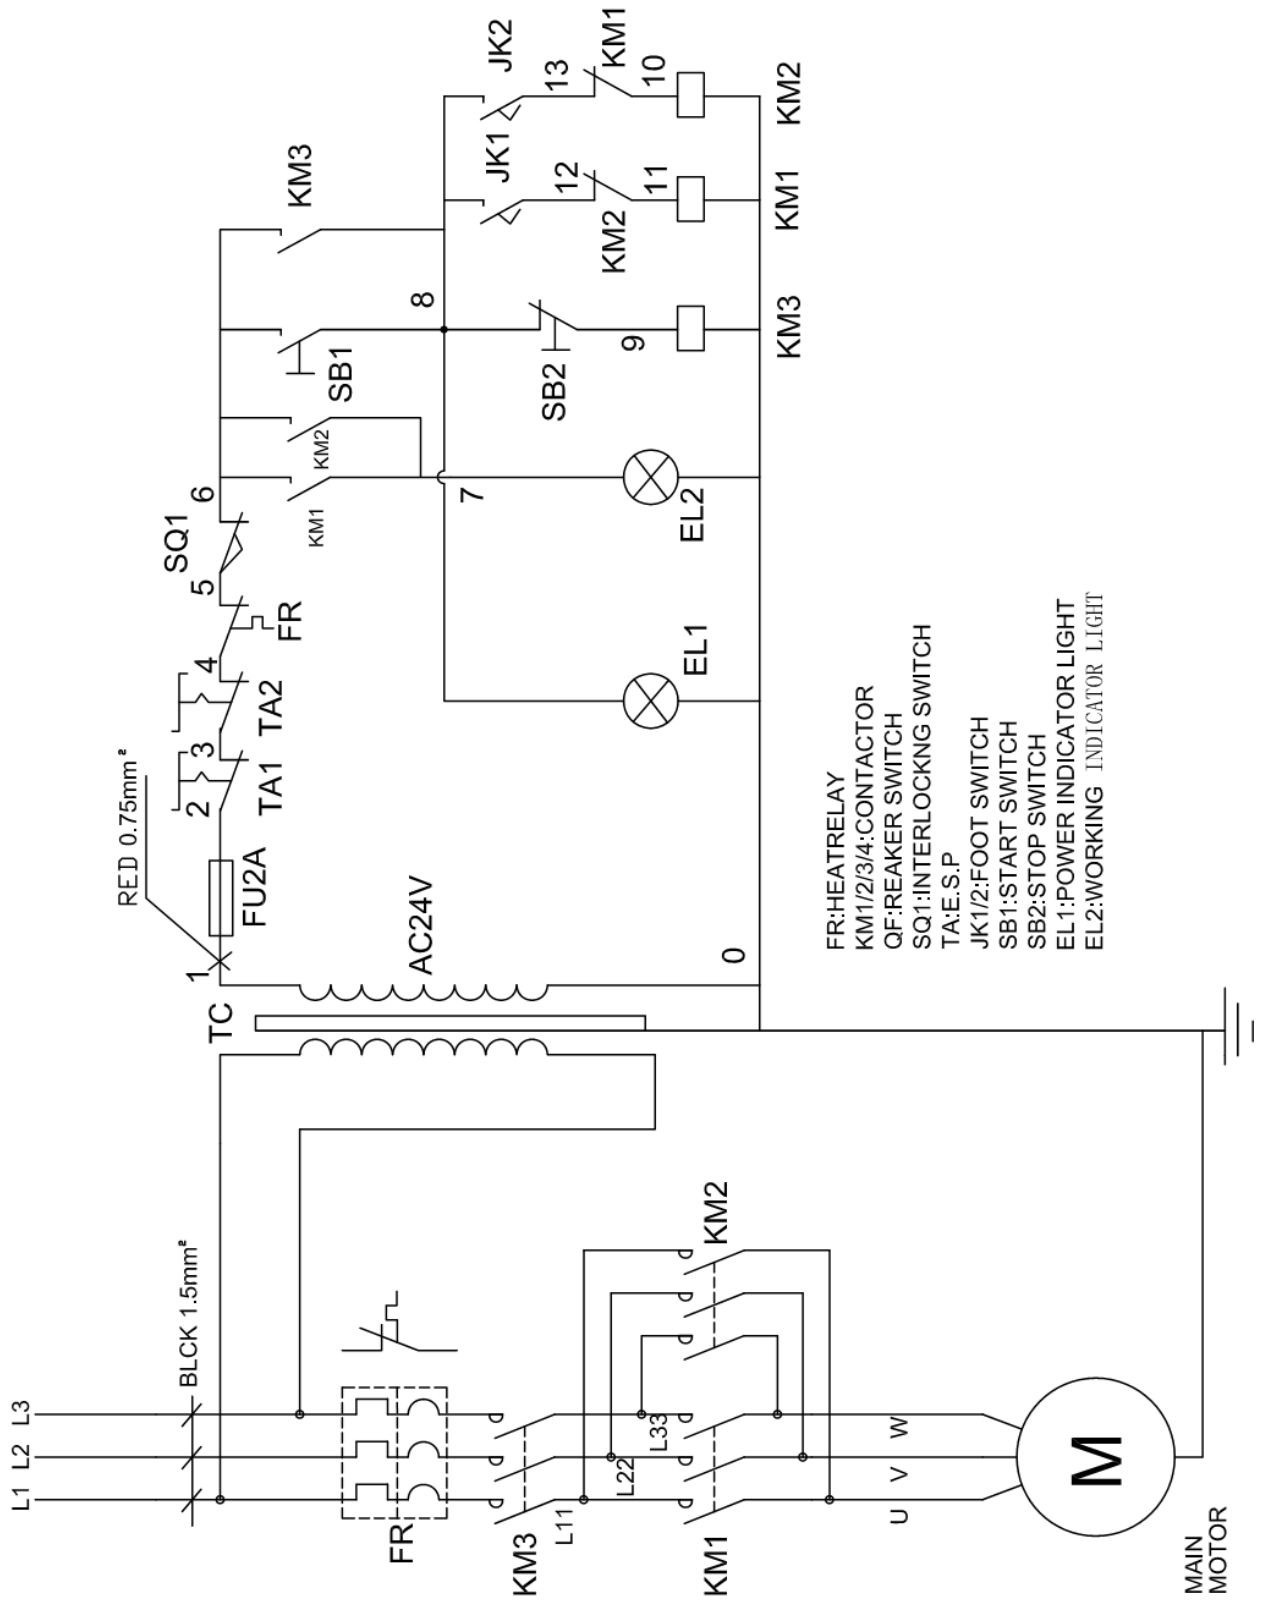 L1
L2
L3
BLCK 1.5mm²
FR
KM3
L11
L22
L33
KM1
KM2
U
V
W
M
MAIN
MOTOR
TC
AC24V
0
1
RED 0.75mm²
FU2A
2
TA1
3
TA2
4
FR
5
SQ1
6
KM1
KM2
7
SB1
8
KM3
EL1
EL2
SB2
9
KM3
JK1
12
KM2
11
KM1
JK2
13
KM1
10
KM2
FR:HEATRELAY
KM1/2/3/4:CONTACTOR
QF:REAKER SWITCH
SQ1:INTERLOCKNG SWITCH
TA:E.S.P
JK1/2:FOOT SWITCH
SB1:START SWITCH
SB2:STOP SWITCH
EL1:POWER INDICATOR LIGHT
EL2:WORKING INDICATOR LIGHT